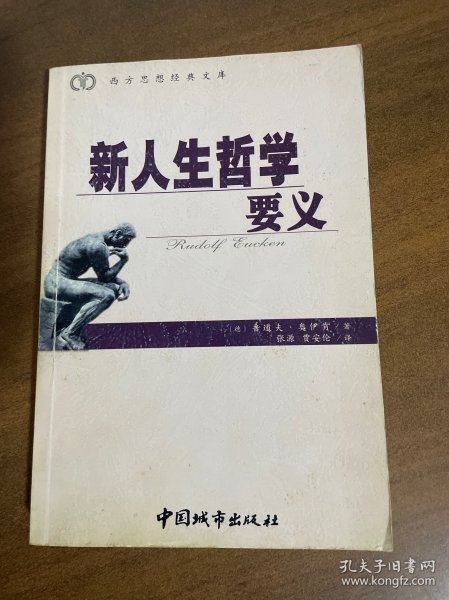 西方思想经典文库
新人生哲学
要义
Rudolf Eucken
(德) 鲁道夫·奥伊肯 著
张源 贾安伦 译
中国城市出版社
孔夫子旧书网
www.kongfz.com